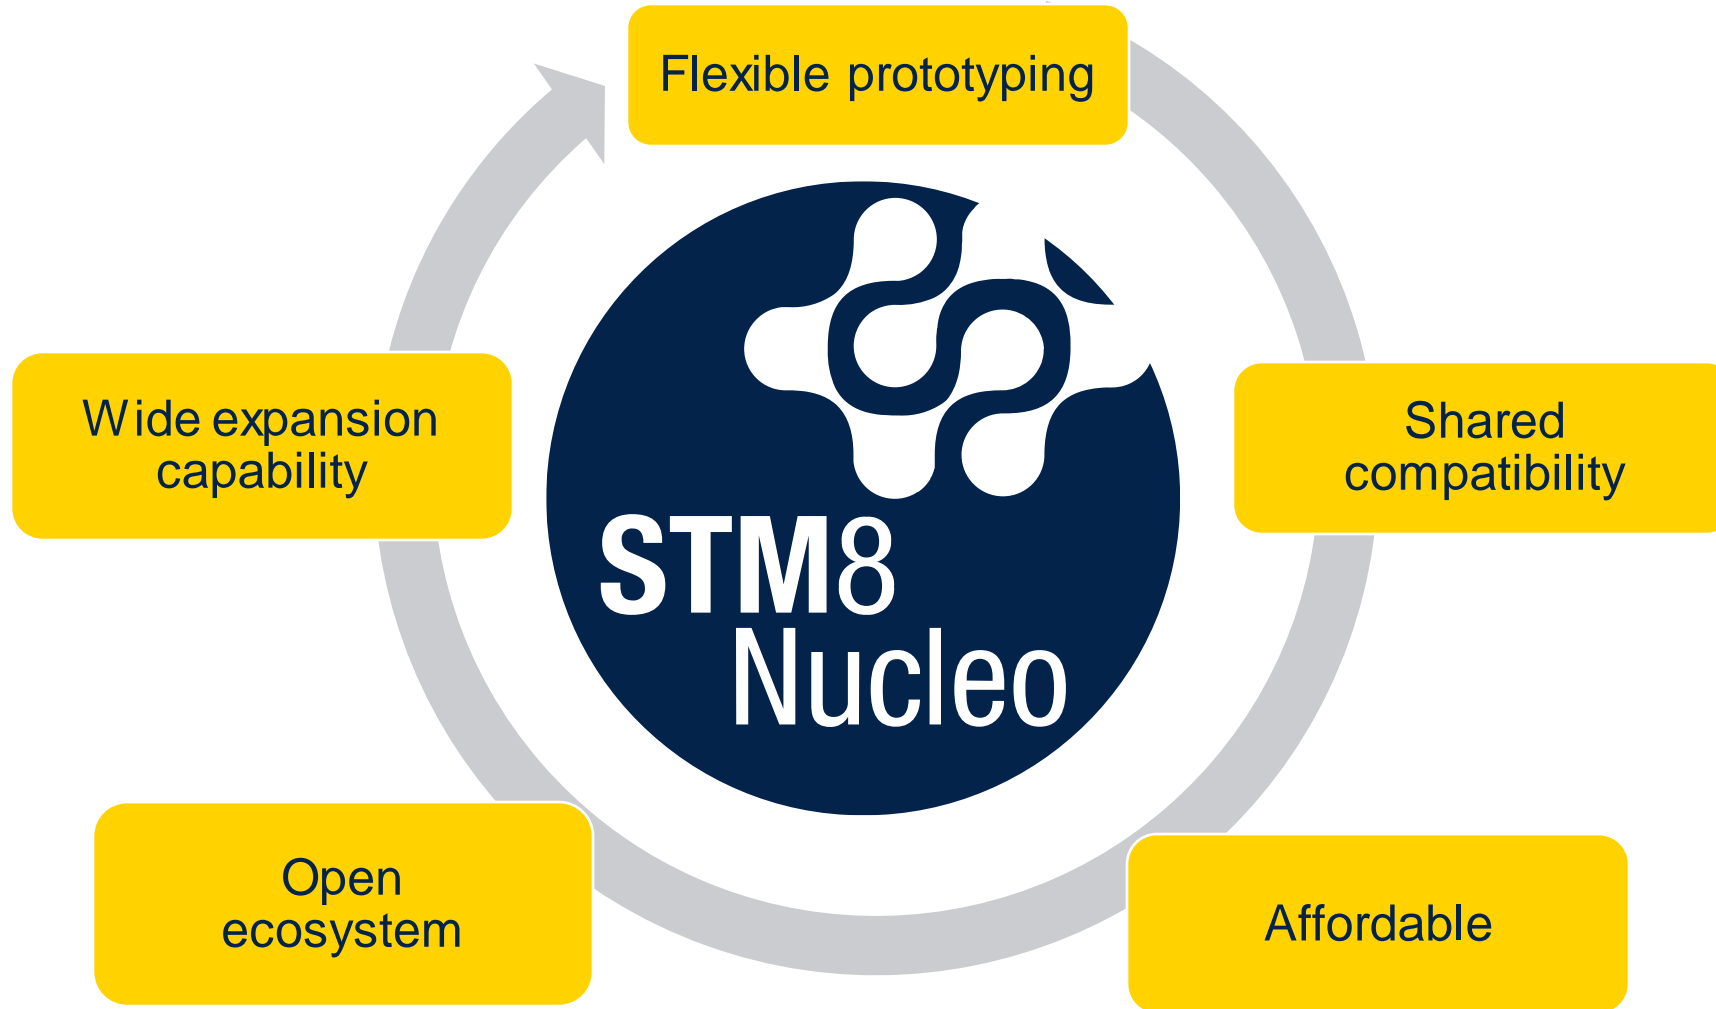 Flexible prototyping
Wide expansion
capability
Shared
compatibility
STM8
Nucleo
Open
ecosystem
Affordable